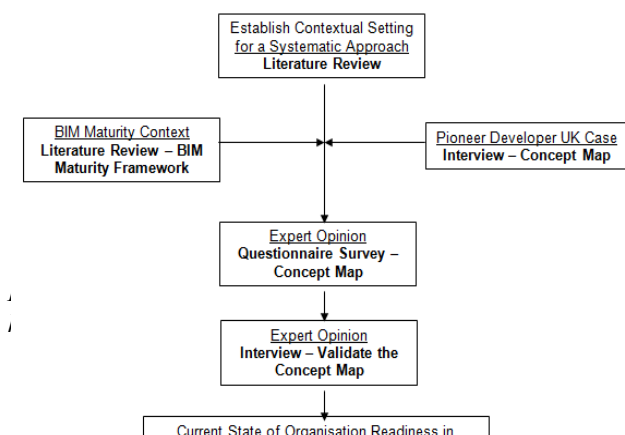 Establish Contextual Setting
for a Systematic Approach
Literature Review
BIM Maturity Context
Literature Review – BIM
Maturity Framework
Pioneer Developer UK Case
Interview – Concept Map
Expert Opinion
Questionnaire Survey –
Concept Map
Expert Opinion
Interview – Validate the
Concept Map
Current State of Organisation Readiness in